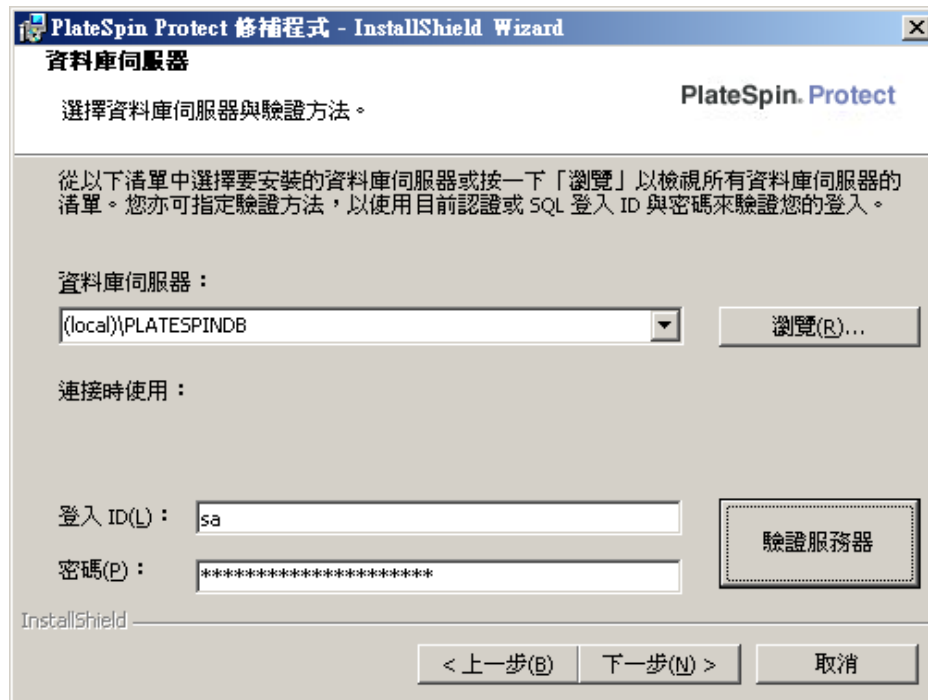 PlateSpin Protect 修補程式 - InstallShield Wizard
資料庫伺服器
選擇資料庫伺服器與驗證方法。
PlateSpin. Protect
從以下清單中選擇要安裝的資料庫伺服器或按一下「瀏覽」以檢視所有資料庫伺服器的
清單。您亦可指定驗證方法，以使用目前認證或 SQL 登入 ID 與密碼來驗證您的登入。
資料庫伺服器：
(local)\PLATESPINDB
瀏覽(R)...
連接時使用：
登入 ID(L)：
sa
驗證服務器
密碼(P)：
*********************
InstallShield
< 上一步(B)
下一步(N) >
取消